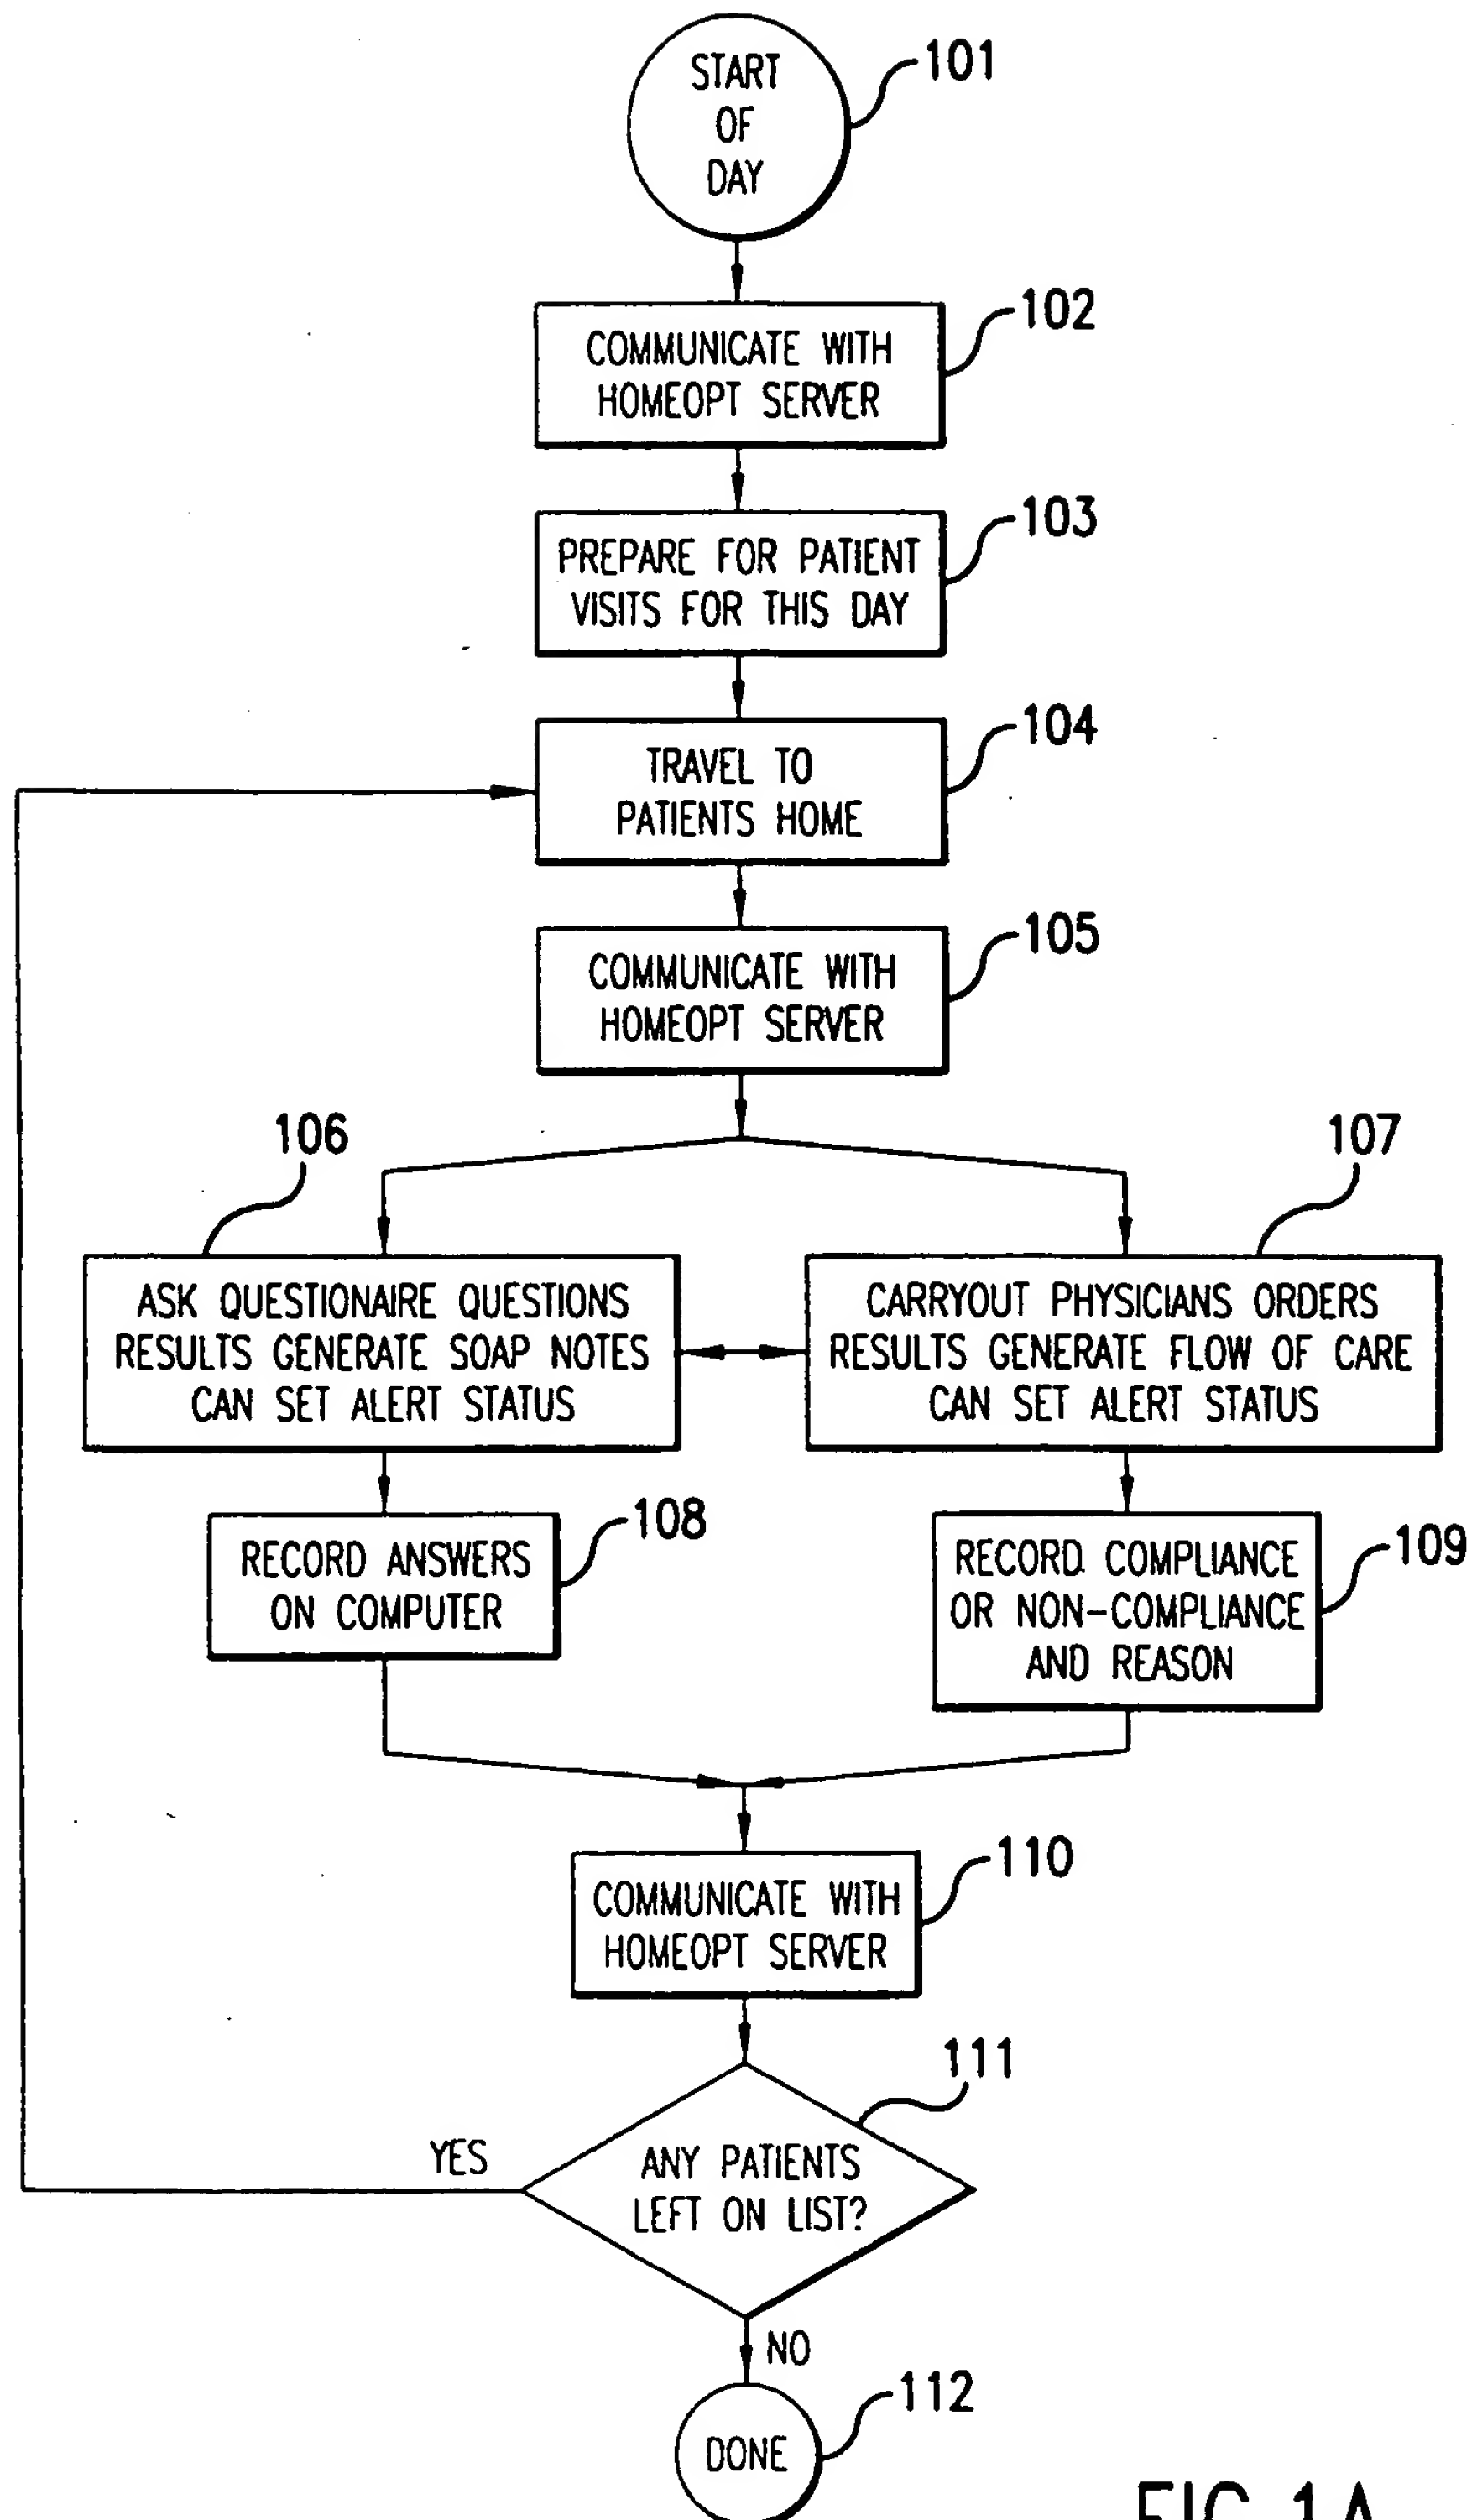 101
START
OF
DAY
102
COMMUNICATE WITH
HOMEOPT SERVER
103
PREPARE FOR PATIENT
VISITS FOR THIS DAY
104
TRAVEL TO
PATIENTS HOME
105
COMMUNICATE WITH
HOMEOPT SERVER
106
107
ASK QUESTIONAIRE QUESTIONS
RESULTS GENERATE SOAP NOTES
CAN SET ALERT STATUS
CARRYOUT PHYSICIANS ORDERS
RESULTS GENERATE FLOW OF CARE
CAN SET ALERT STATUS
108
RECORD ANSWERS
ON COMPUTER
109
RECORD COMPLIANCE
OR NON-COMPLIANCE
AND REASON
110
COMMUNICATE WITH
HOMEOPT SERVER
111
YES
ANY PATIENTS
LEFT ON LIST?
NO
112
DONE
FIG.1A